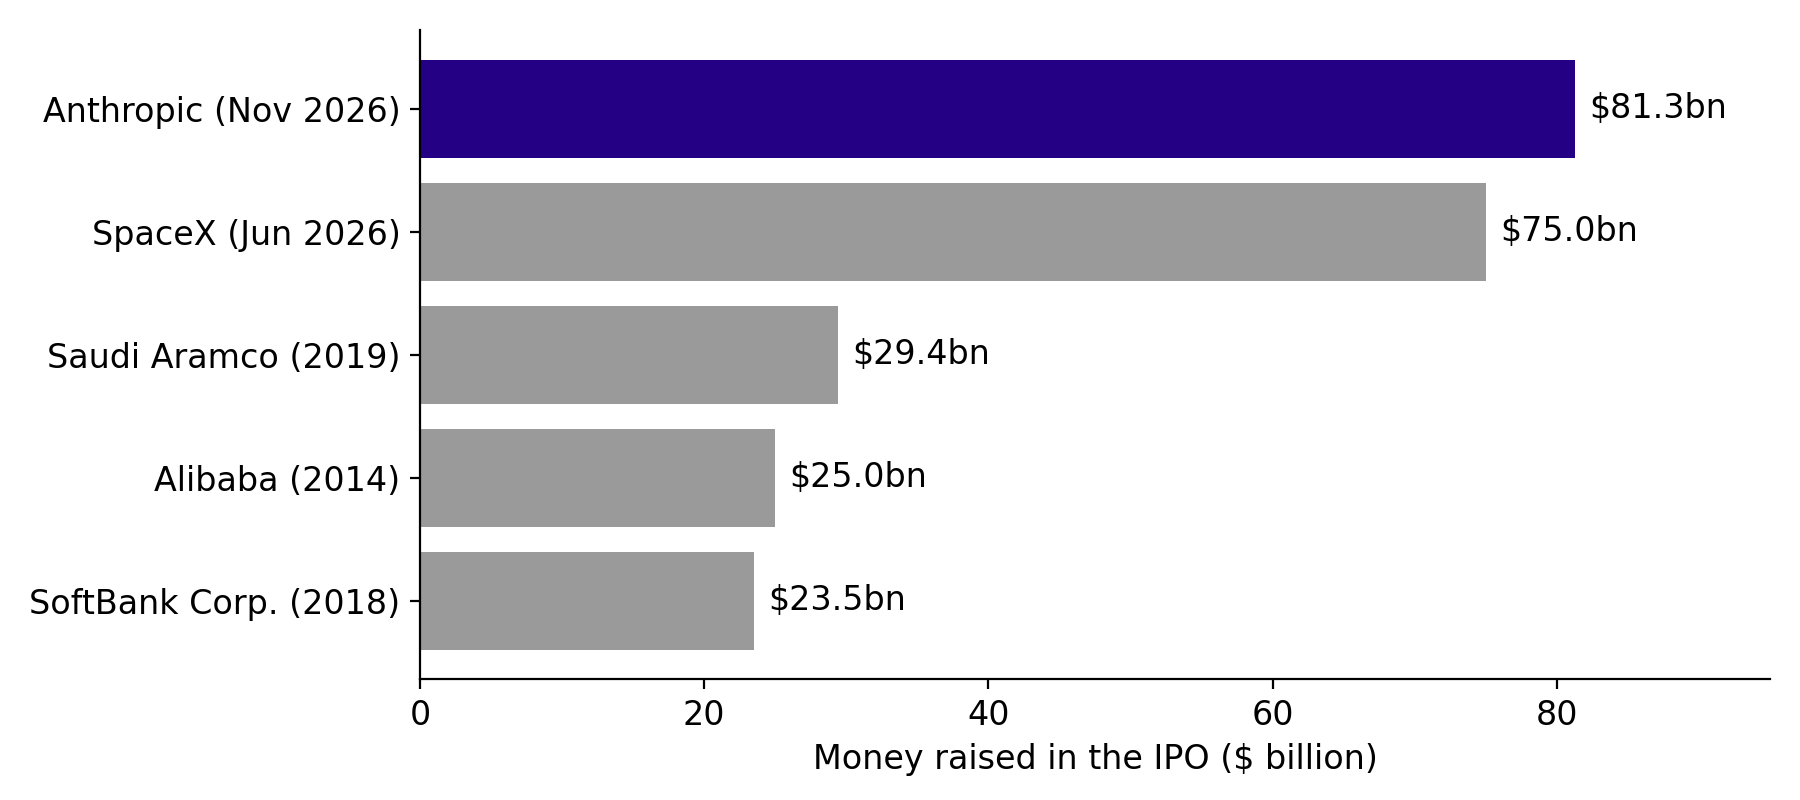 Anthropic (Nov 2026)
$81.3bn
SpaceX (Jun 2026)
$75.0bn
Saudi Aramco (2019)
$29.4bn
Alibaba (2014)
$25.0bn
SoftBank Corp. (2018)
$23.5bn
0 20 40 60 80
Money raised in the IPO ($ billion)